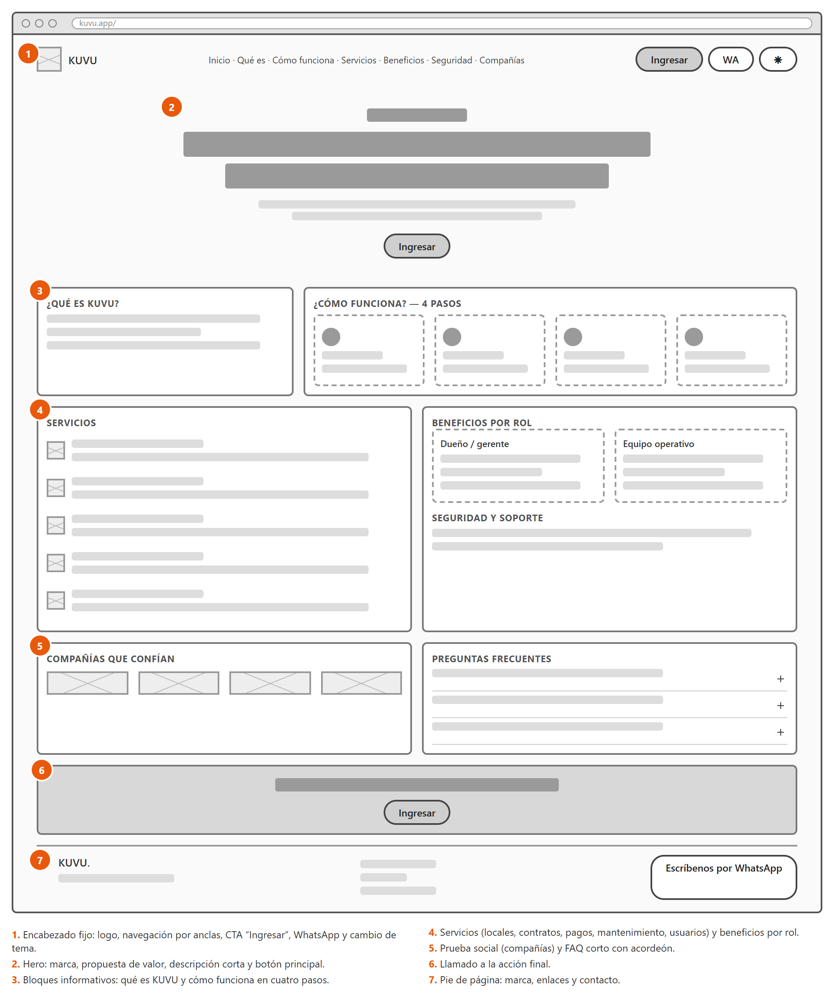 kuvu.app/
1
KUVU
Inicio · Qué es · Cómo funciona · Servicios · Beneficios · Seguridad · Compañías
Ingresar
WA
2
Ingresar
3
¿QUÉ ES KUVU?
¿CÓMO FUNCIONA? — 4 PASOS
4
SERVICIOS
BENEFICIOS POR ROL
Dueño / gerente
Equipo operativo
SEGURIDAD Y SOPORTE
5
COMPAÑÍAS QUE CONFÍAN
PREGUNTAS FRECUENTES
+
+
+
6
Ingresar
7
KUVU.
Escríbenos por WhatsApp
1. Encabezado fijo: logo, navegación por anclas, CTA “Ingresar”, WhatsApp y cambio de
tema.
2. Hero: marca, propuesta de valor, descripción corta y botón principal.
3. Bloques informativos: qué es KUVU y cómo funciona en cuatro pasos.
4. Servicios (locales, contratos, pagos, mantenimiento, usuarios) y beneficios por rol.
5. Prueba social (compañías) y FAQ corto con acordeón.
6. Llamado a la acción final.
7. Pie de página: marca, enlaces y contacto.